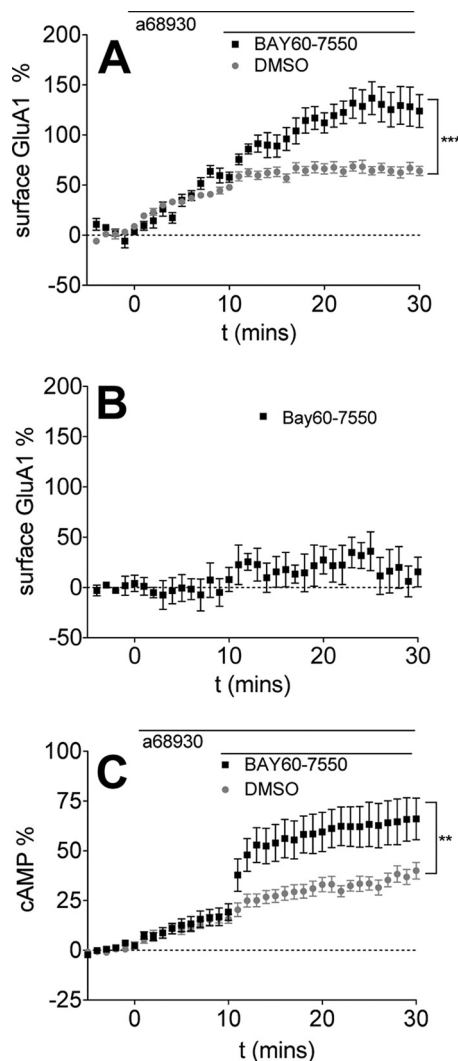 A
a68930
BAY60-7550
DMSO
surface GluA1 %
200
150
100
50
0
-50
***
0 10 20 30
t (mins)
B
Bay60-7550
surface GluA1 %
200
150
100
50
0
-50
0 10 20 30
t (mins)
C
a68930
BAY60-7550
DMSO
cAMP %
100
75
50
25
0
-25
**
0 10 20 30
t (mins)